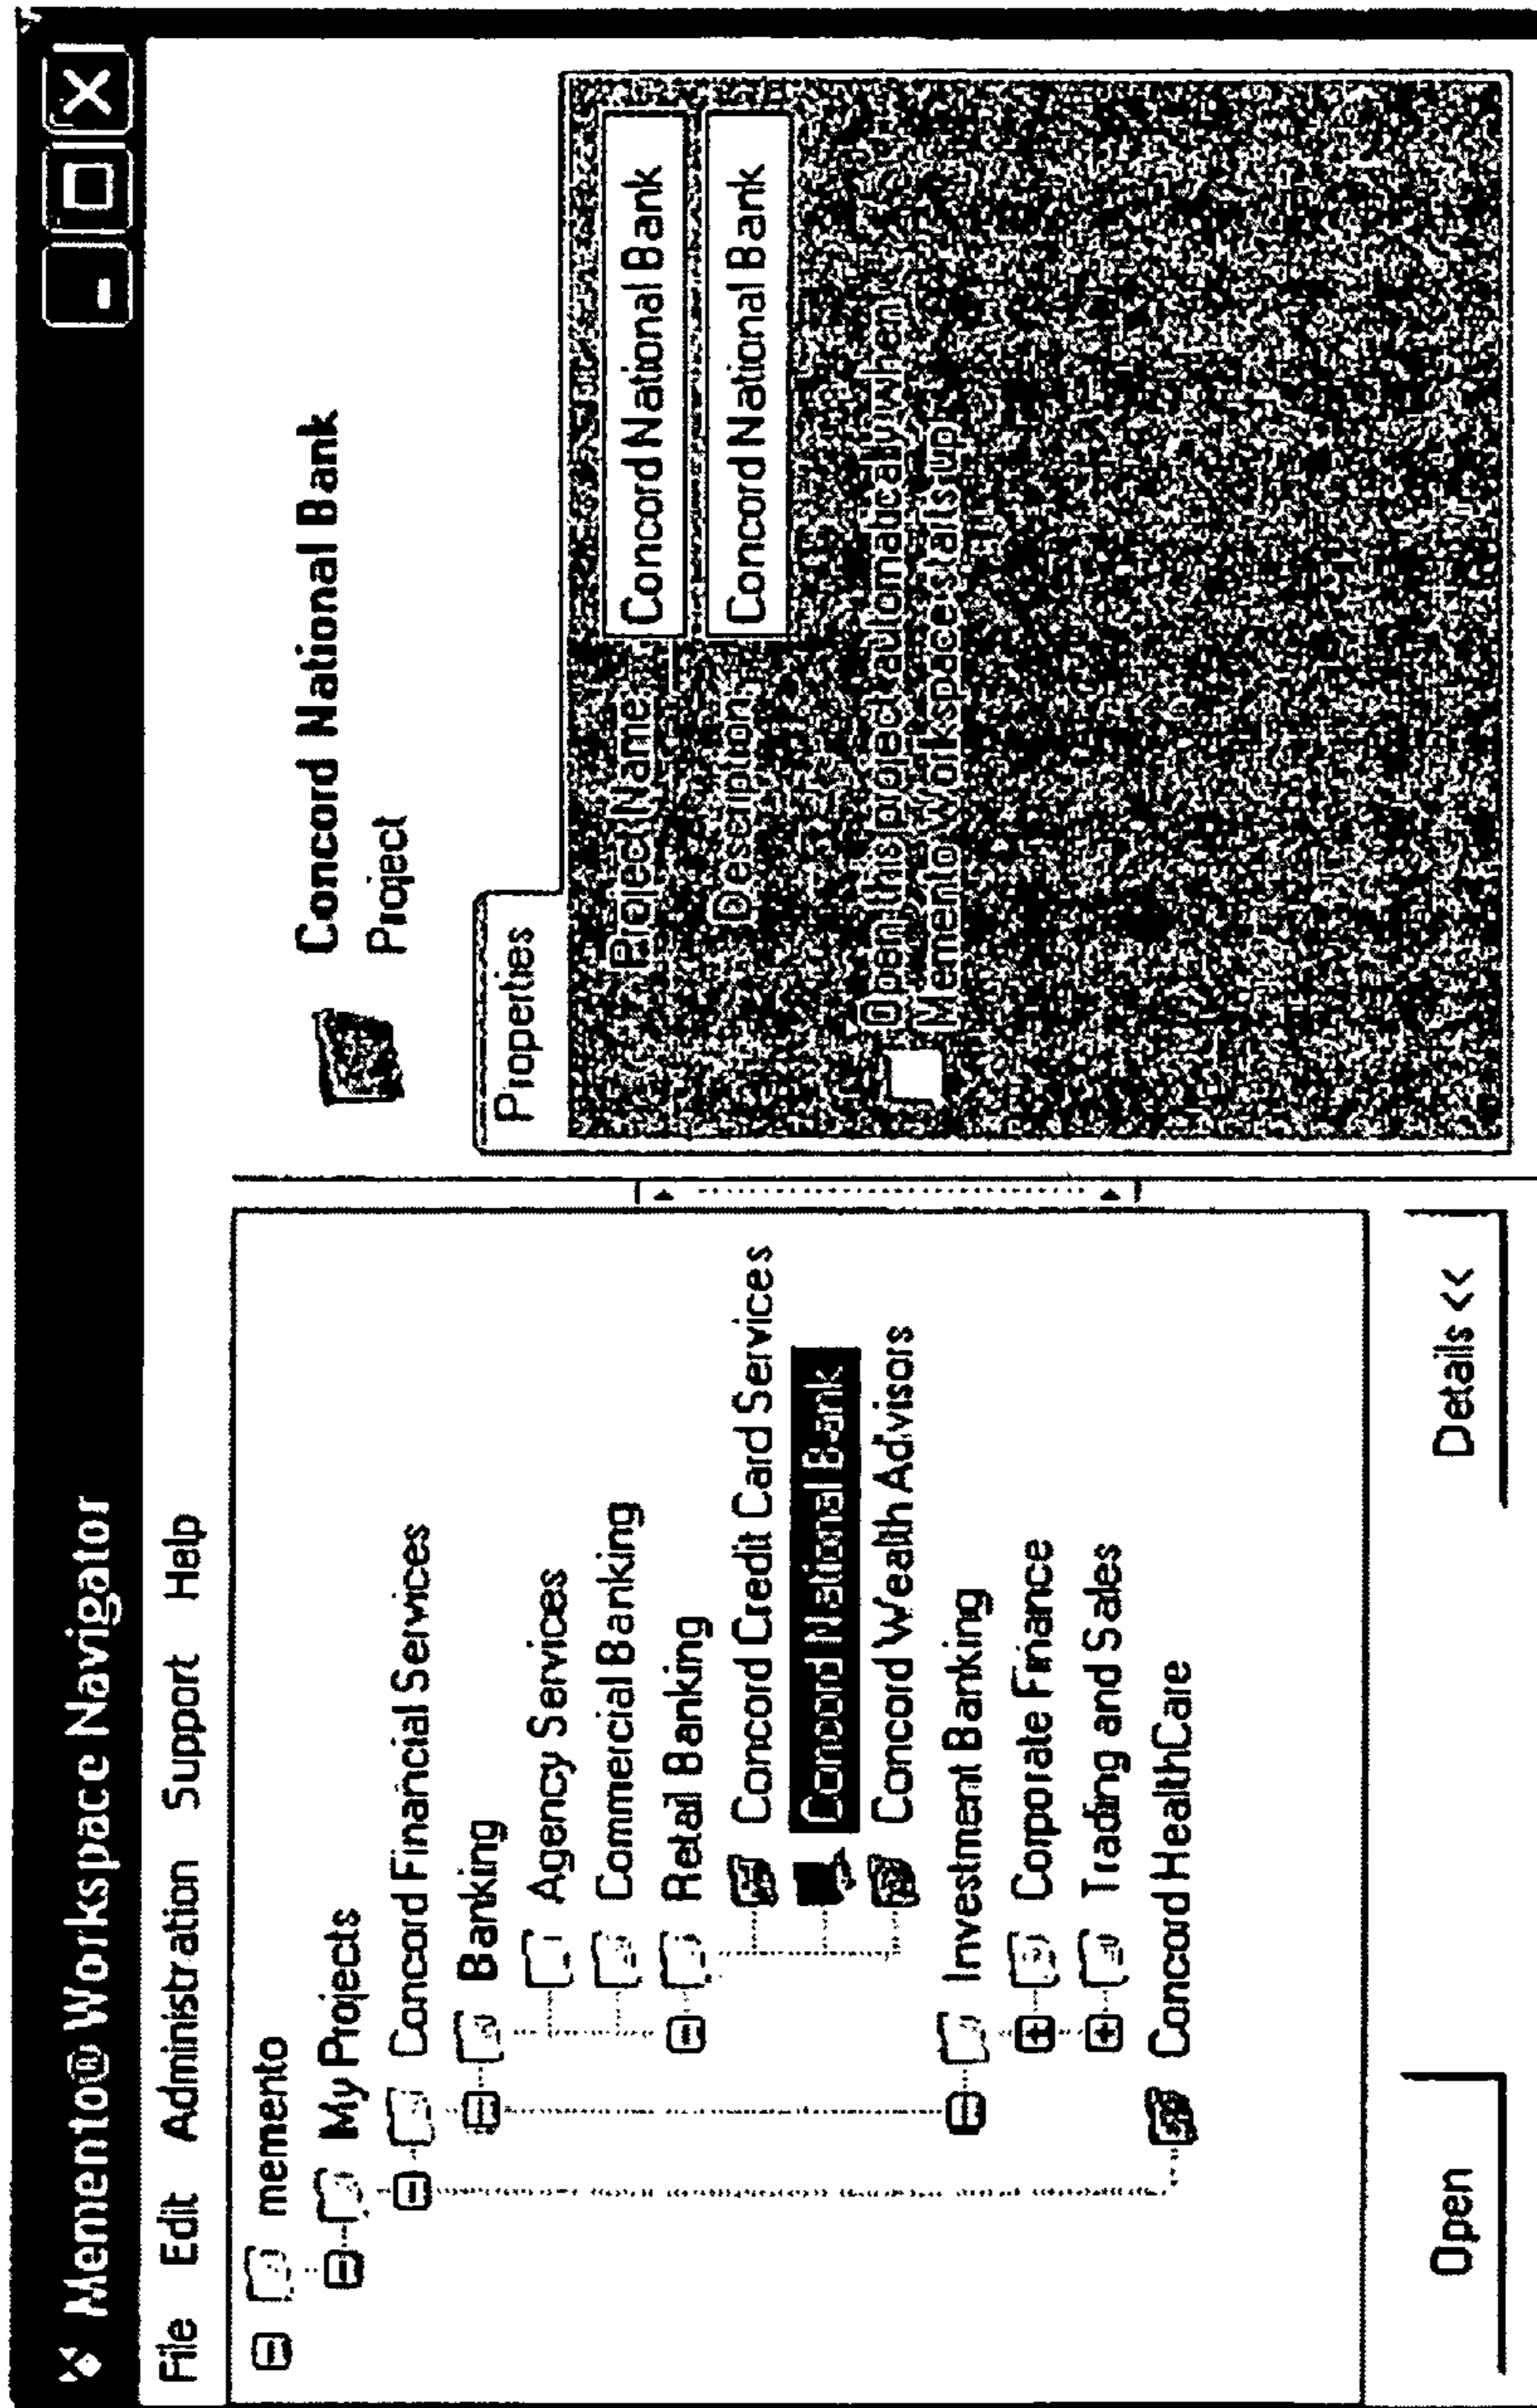 Memento® Workspace Navigator
File Edit Administration Support Help
memento
My Projects
Concord Financial Services
Banking
Agency Services
Commercial Banking
Retail Banking
Concord Credit Card Services
Concord National Bank
Concord Wealth Advisors
Investment Banking
Corporate Finance
Trading and Sales
Concord HealthCare
Open
Details <<
Concord National Bank
Project
Properties
Project Name Concord National Bank
Description Concord National Bank
Open this project automatically when
Memento Workspace starts up